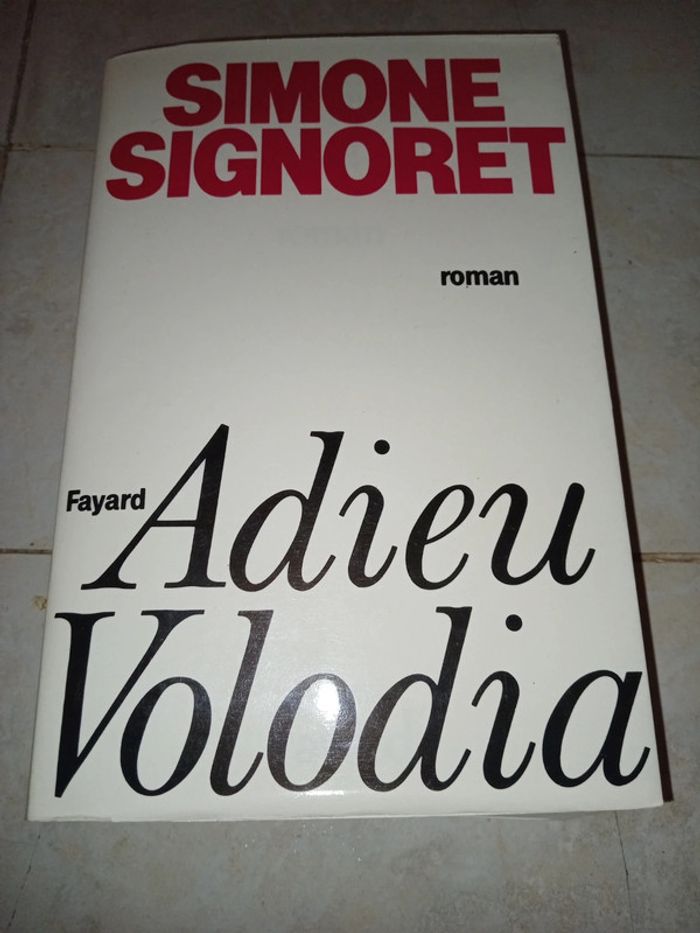 SIMONE
SIGNORET
roman
Fayard
Adieu
Volodia